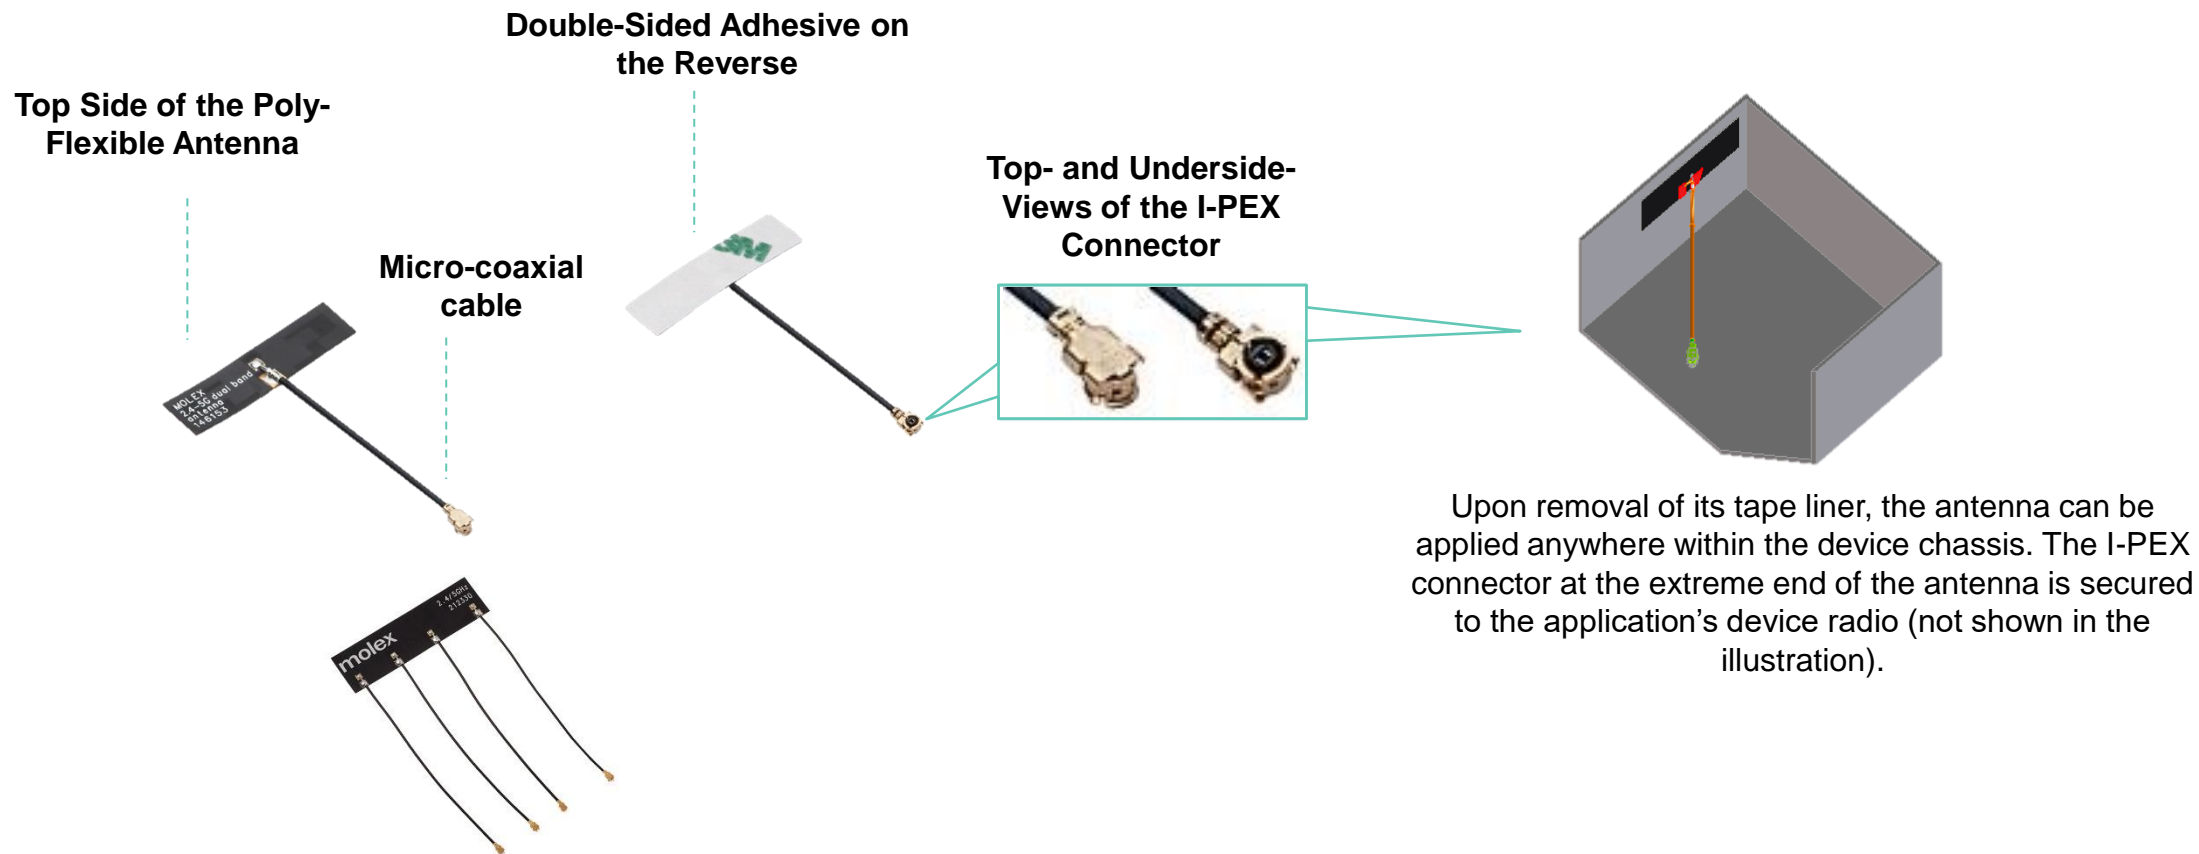 Double-Sided Adhesive on
the Reverse
Top Side of the Poly-
Flexible Antenna
Top- and Underside-
Views of the I-PEX
Connector
Micro-coaxial
cable
3M
MOLEX
2.4-5G dual band
antenna
146153
Upon removal of its tape liner, the antenna can be
applied anywhere within the device chassis. The I-PEX
connector at the extreme end of the antenna is secured
to the application’s device radio (not shown in the
illustration).
molex
2.4/5GHz
212330